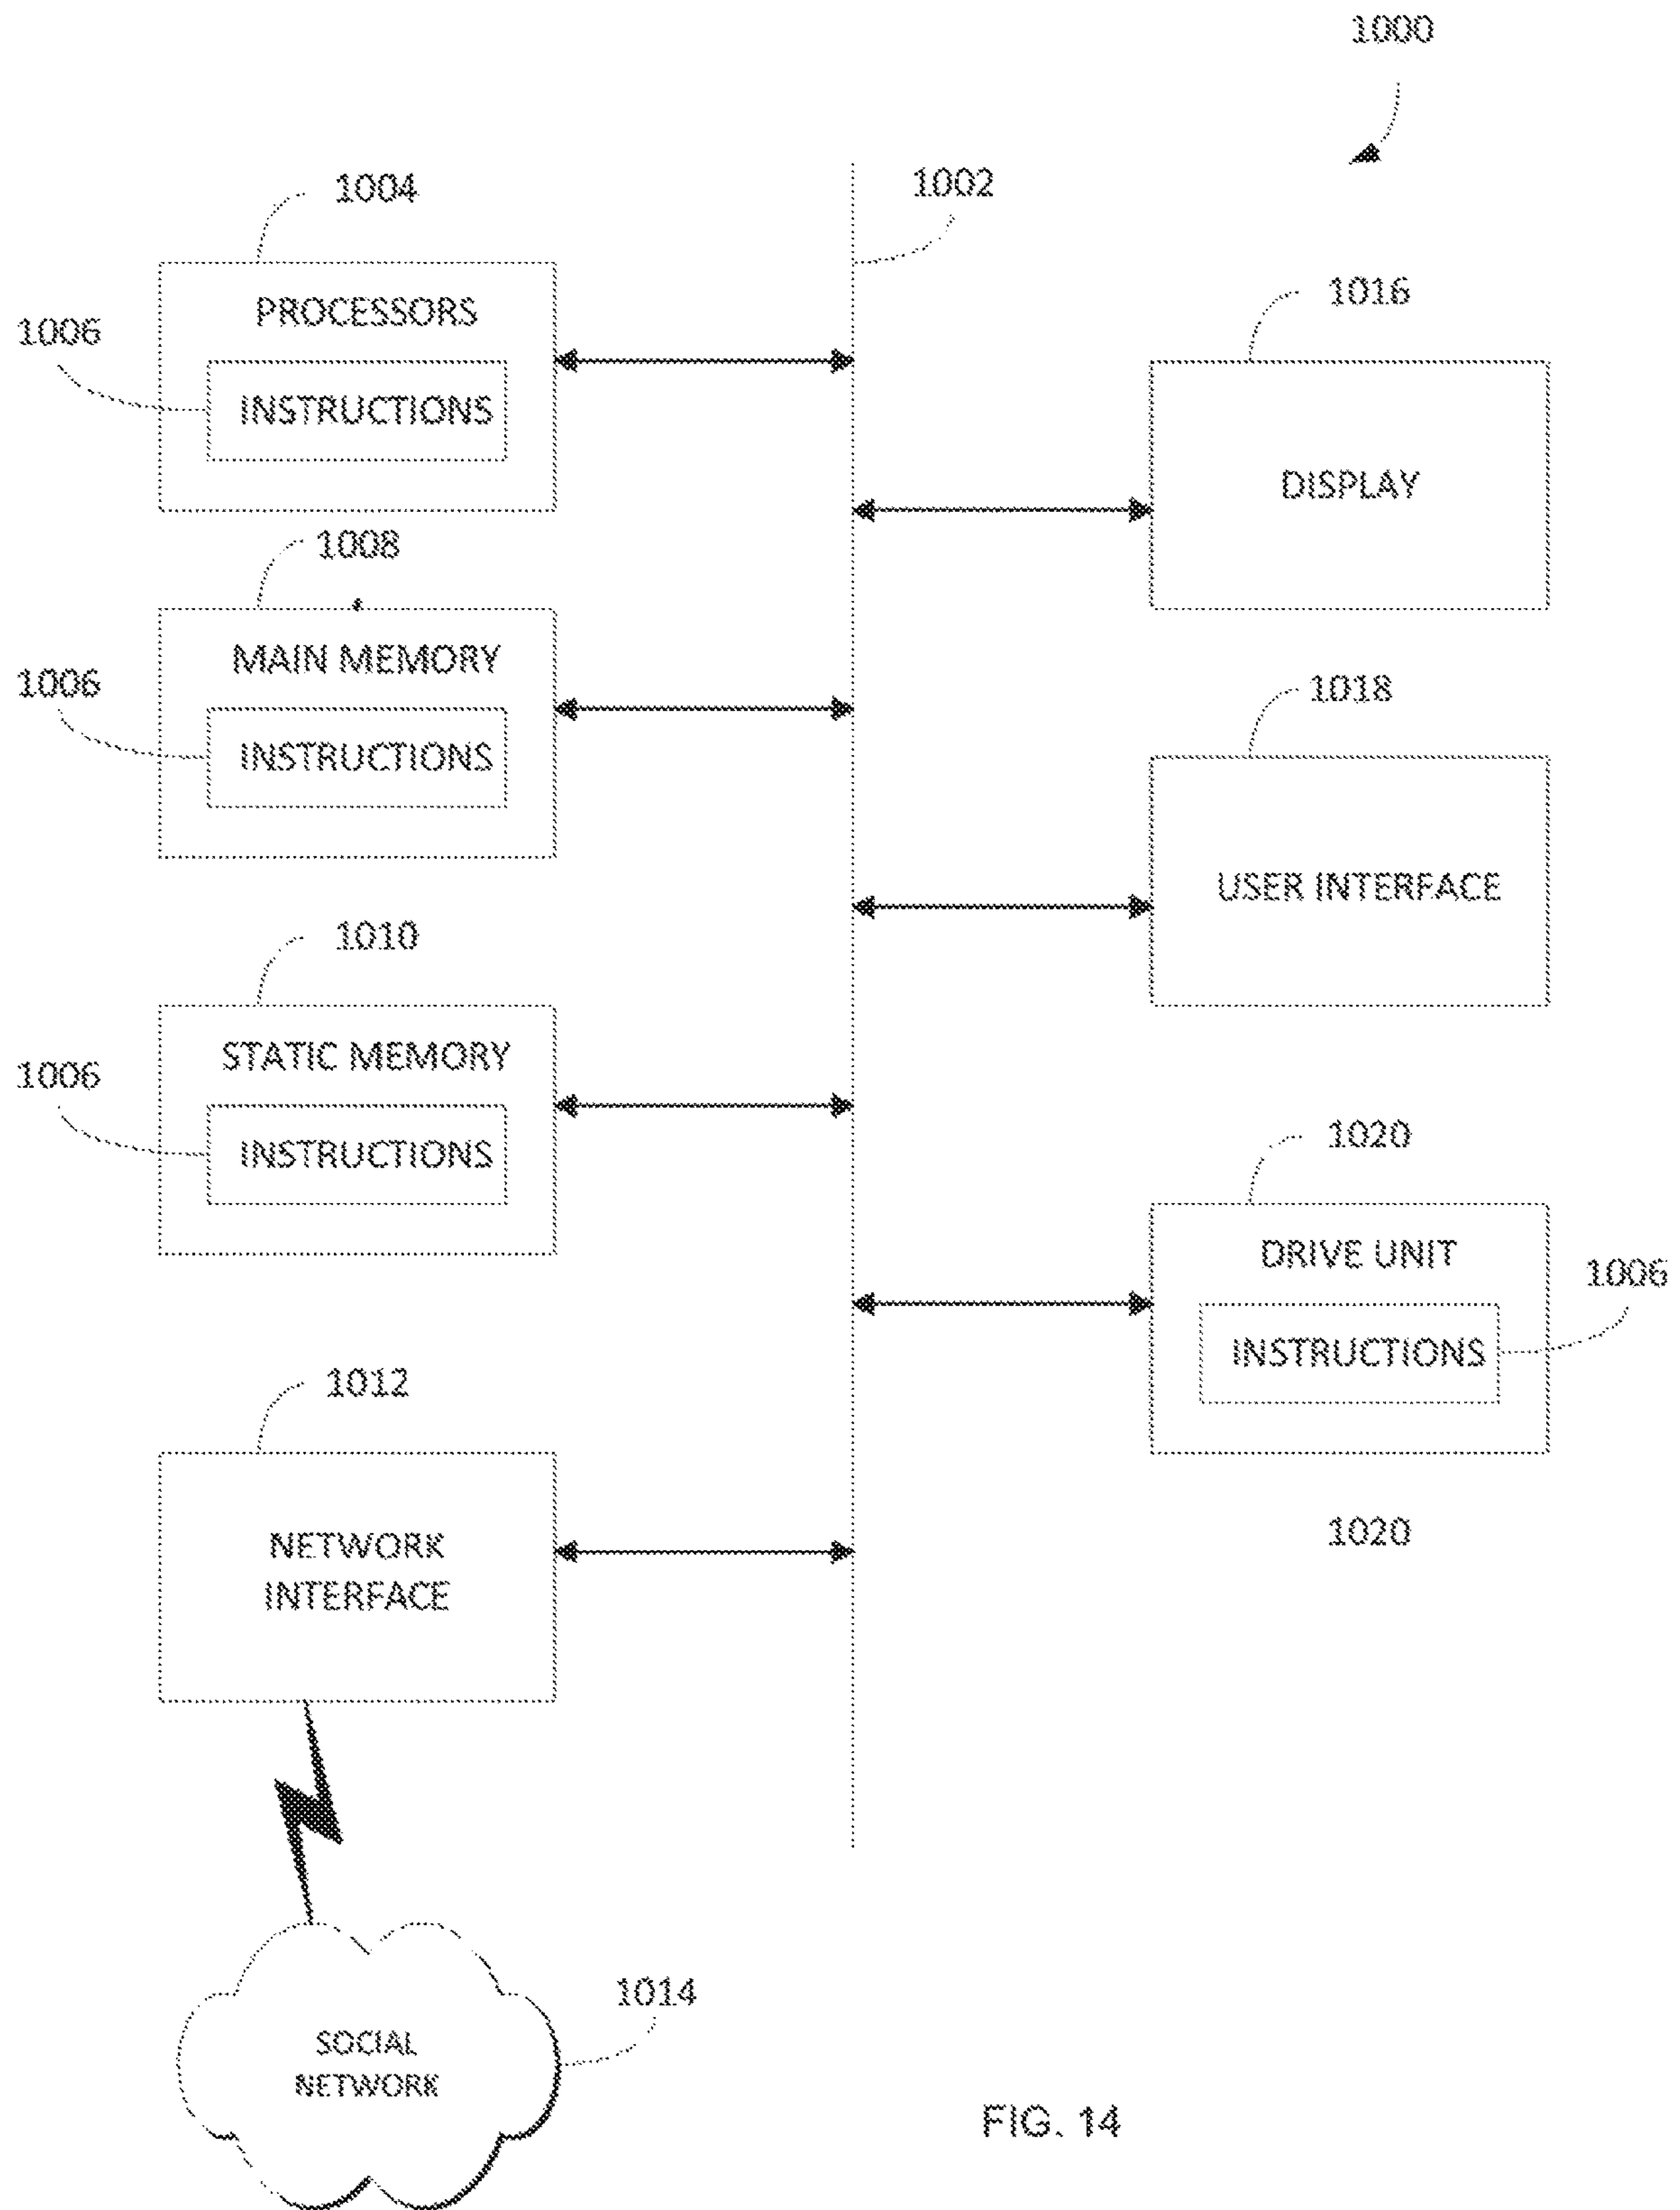 1000
1004
1002
PROCESSORS
1016
1006
INSTRUCTIONS
DISPLAY
1008
MAIN MEMORY
1006
1018
INSTRUCTIONS
USER INTERFACE
1010
STATIC MEMORY
1006
1020
INSTRUCTIONS
DRIVE UNIT
1006
INSTRUCTIONS
1012
1020
NETWORK
INTERFACE
1014
SOCIAL
NETWORK
FIG. 14